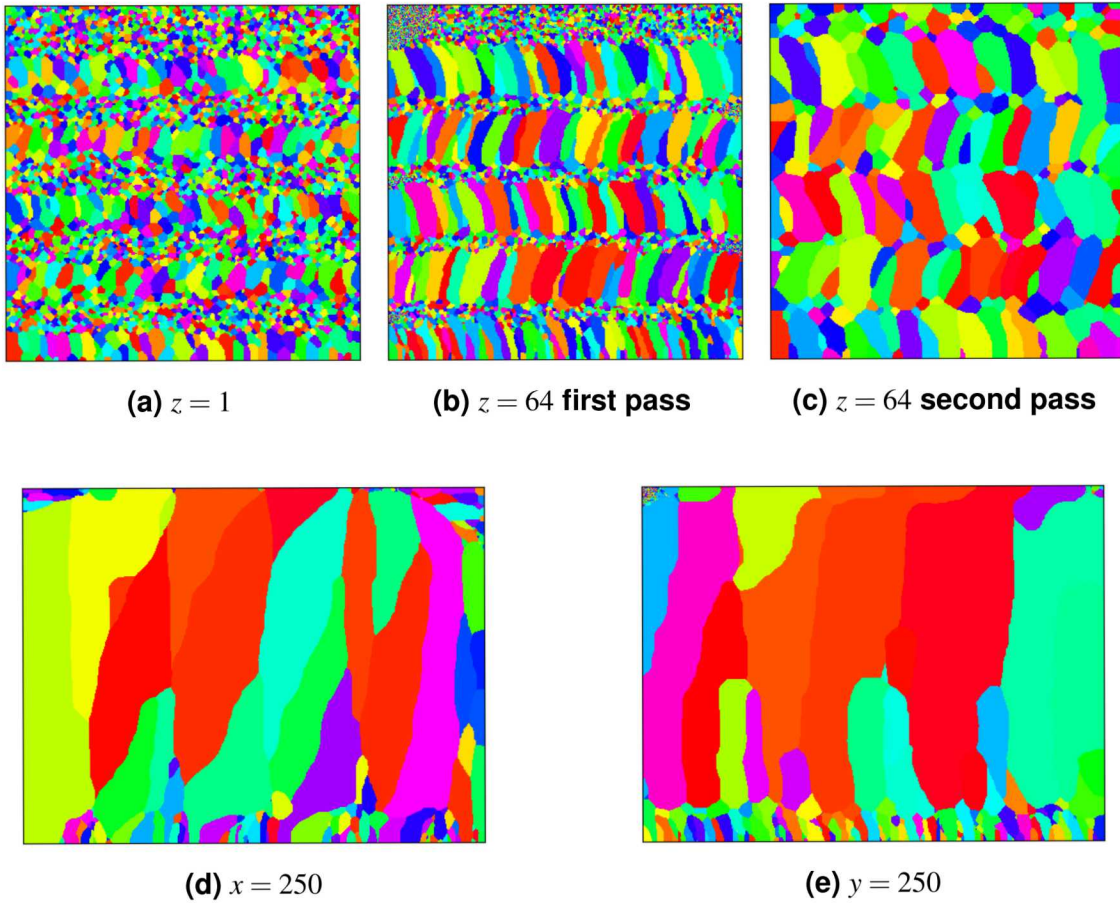 (a) z = 1
(b) z = 64 first pass
(c) z = 64 second pass
(d) x = 250
(e) y = 250